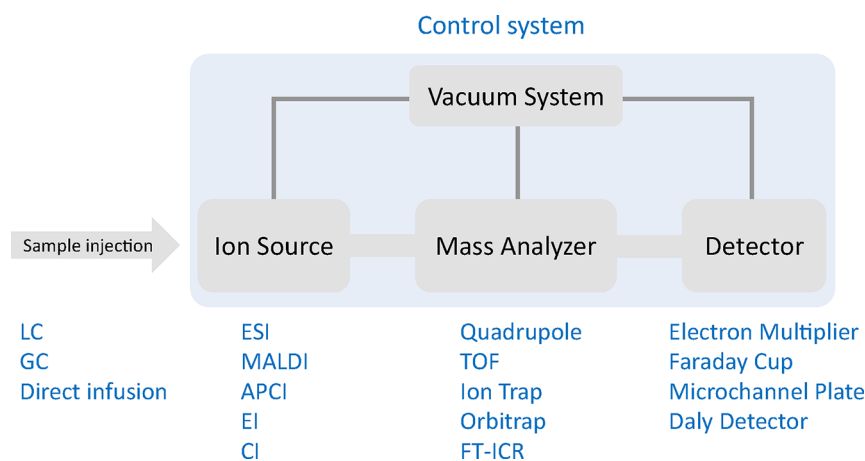 Control system
Vacuum System
Sample injection
Ion Source
Mass Analyzer
Detector
LC
GC
Direct infusion
ESI
MALDI
APCI
EI
CI
Quadrupole
TOF
Ion Trap
Orbitrap
FT-ICR
Electron Multiplier
Faraday Cup
Microchannel Plate
Daly Detector